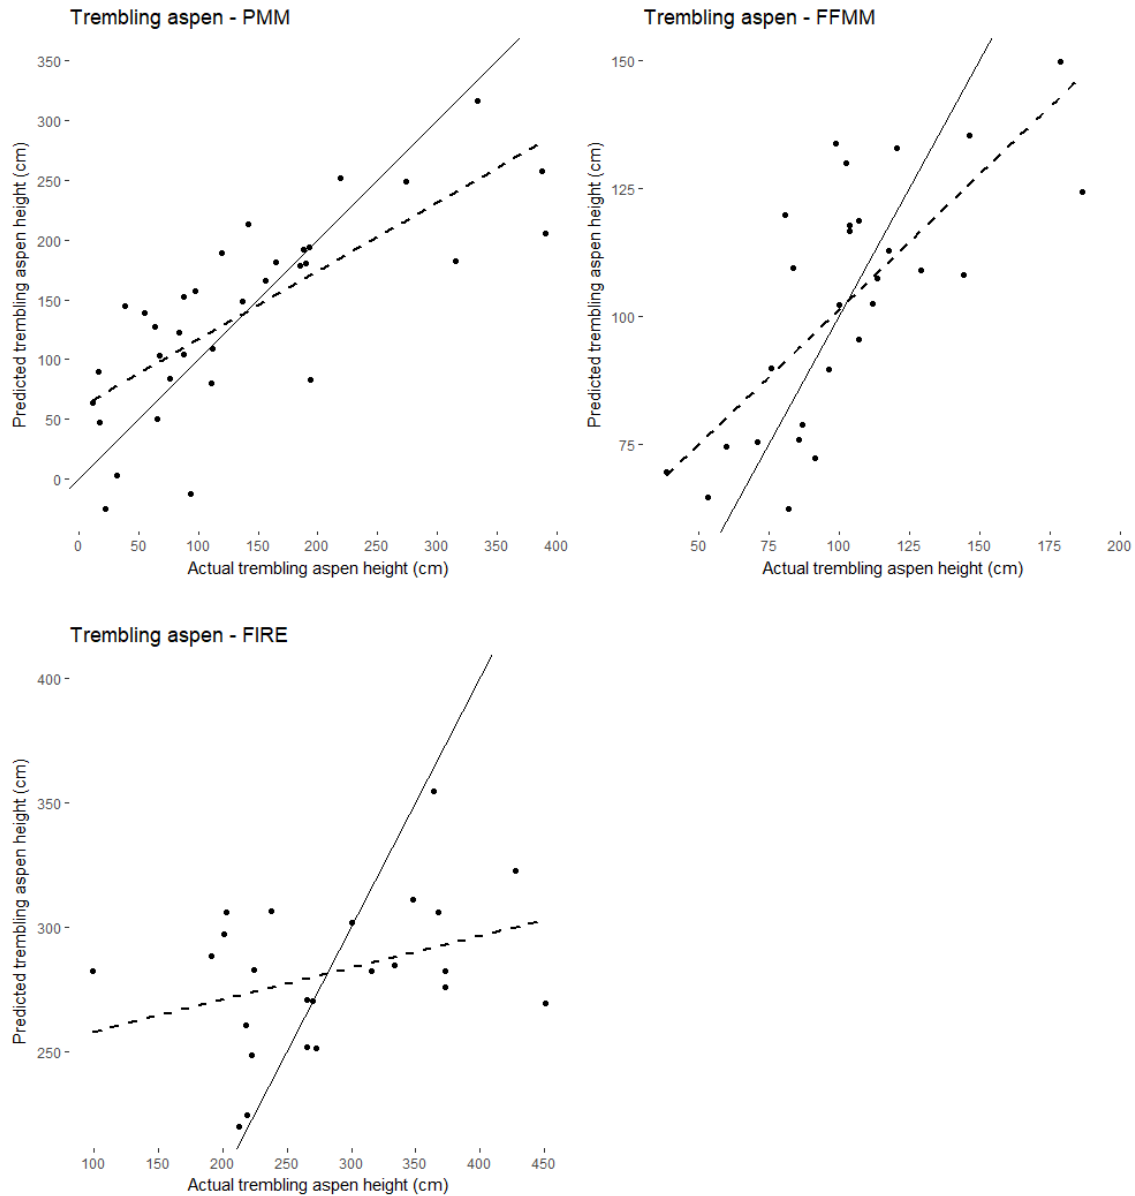 Trembling aspen - PMM
Predicted trembling aspen height (cm)
350
300
250
200
150
100
50
0
0 50 100 150 200 250 300 350 400
Actual trembling aspen height (cm)
Trembling aspen - FFMM
Predicted trembling aspen height (cm)
150
125
100
75
50 75 100 125 150 175 200
Actual trembling aspen height (cm)
Trembling aspen - FIRE
Predicted trembling aspen height (cm)
400
350
300
250
100 150 200 250 300 350 400 450
Actual trembling aspen height (cm)